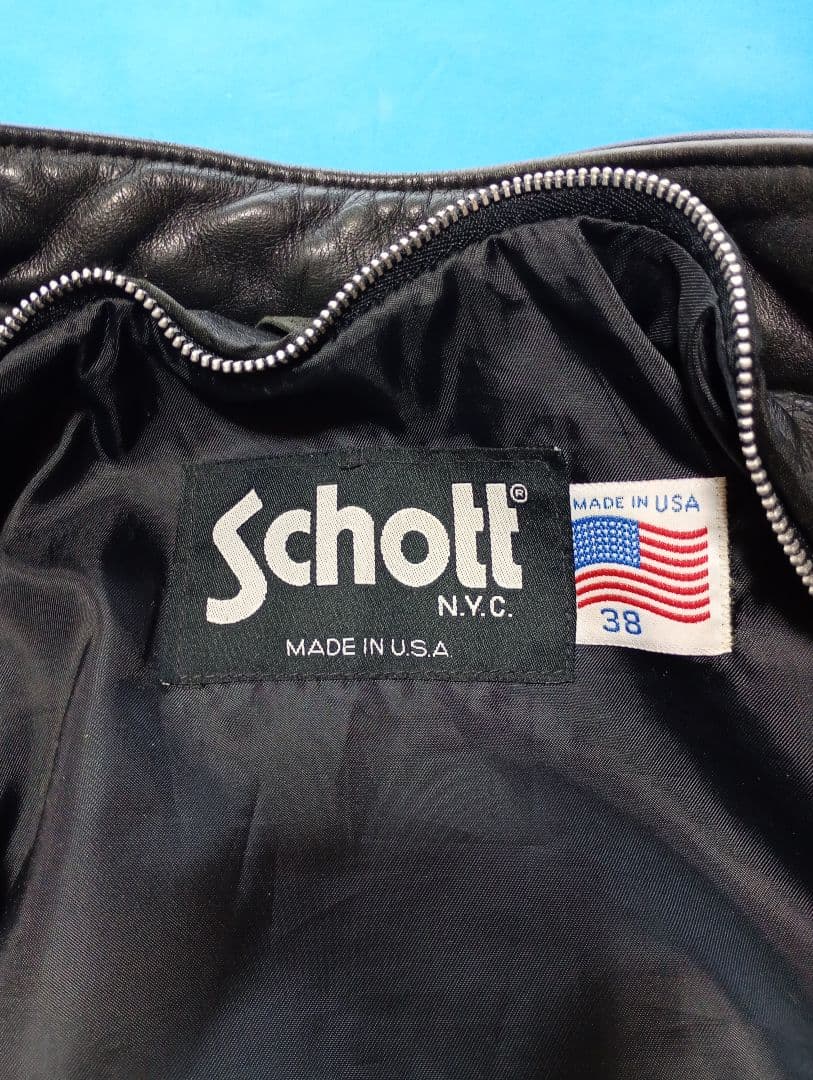 Schott®
N.Y.C.
MADE IN U.S.A.
MADE IN USA
38